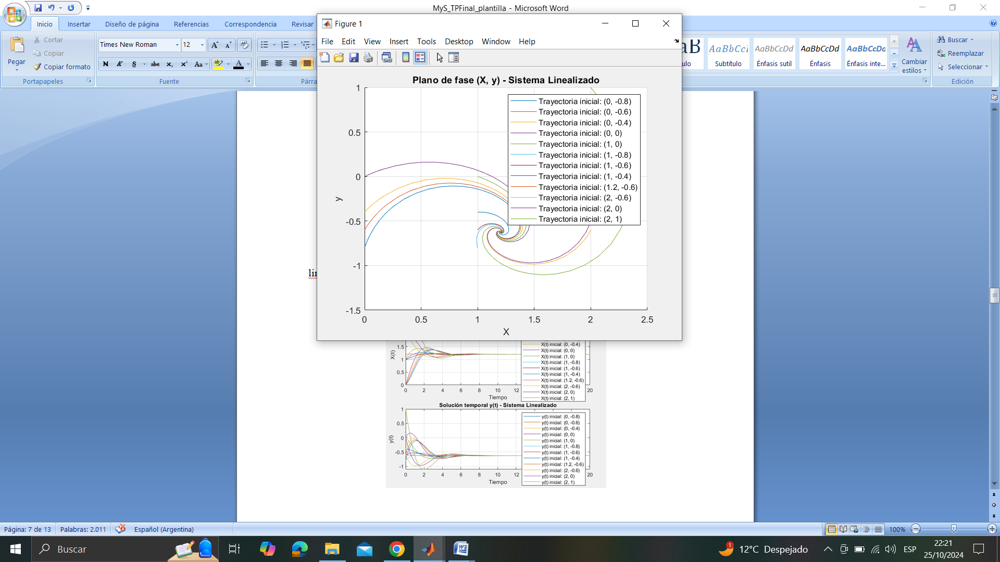 MyS_TPFinal_plantilla - Microsoft Word
Inicio
Insertar
Diseño de página
Referencias
Correspondencia
Revisar
Pegar
Cortar
Copiar
Copiar formato
Portapapeles
Times New Roman
12
N K S abc x₂ x² Aa
Fuente
Párra
ulo
AaBbCcI
Subtítulo
AaBbCcDd
Énfasis sutil
AaBbCcDd
Énfasis
AaBbCcDc
Énfasis inte...
Cambiar estilos
Buscar
Reemplazar
Seleccionar
Edición
Figure 1
File Edit View Insert Tools Desktop Window Help
Plano de fase (X, y) - Sistema Linealizado
1
0.5
0
-0.5
-1
-1.5
y
0 0.5 1 1.5 2 2.5
X
Trayectoria inicial: (0, -0.8)
Trayectoria inicial: (0, -0.6)
Trayectoria inicial: (0, -0.4)
Trayectoria inicial: (0, 0)
Trayectoria inicial: (1, 0)
Trayectoria inicial: (1, -0.8)
Trayectoria inicial: (1, -0.6)
Trayectoria inicial: (1, -0.4)
Trayectoria inicial: (1.2, -0.6)
Trayectoria inicial: (2, -0.6)
Trayectoria inicial: (2, 0)
Trayectoria inicial: (2, 1)
lir
1.5
1
0.5
0
X(t)
0 2 4 6 8 10 12 20
Tiempo
X(t) inicial: (0, -0.4)
X(t) inicial: (0, 0)
X(t) inicial: (1, 0)
X(t) inicial: (1, -0.8)
X(t) inicial: (1, -0.6)
X(t) inicial: (1, -0.4)
X(t) inicial: (1.2, -0.6)
X(t) inicial: (2, -0.6)
X(t) inicial: (2, 0)
X(t) inicial: (2, 1)
Solución temporal y(t) - Sistema Linealizado
1
0.5
0
-0.5
-1
y(t)
0 2 4 6 8 10 12 20
Tiempo
y(t) inicial: (0, -0.8)
y(t) inicial: (0, -0.6)
y(t) inicial: (0, -0.4)
y(t) inicial: (0, 0)
y(t) inicial: (1, 0)
y(t) inicial: (1, -0.8)
y(t) inicial: (1, -0.6)
y(t) inicial: (1, -0.4)
y(t) inicial: (1.2, -0.6)
y(t) inicial: (2, -0.6)
y(t) inicial: (2, 0)
y(t) inicial: (2, 1)
Página: 7 de 13
Palabras: 2.011
Español (Argentina)
100%
Buscar
1
12°C Despejado
ESP
22:21
25/10/2024